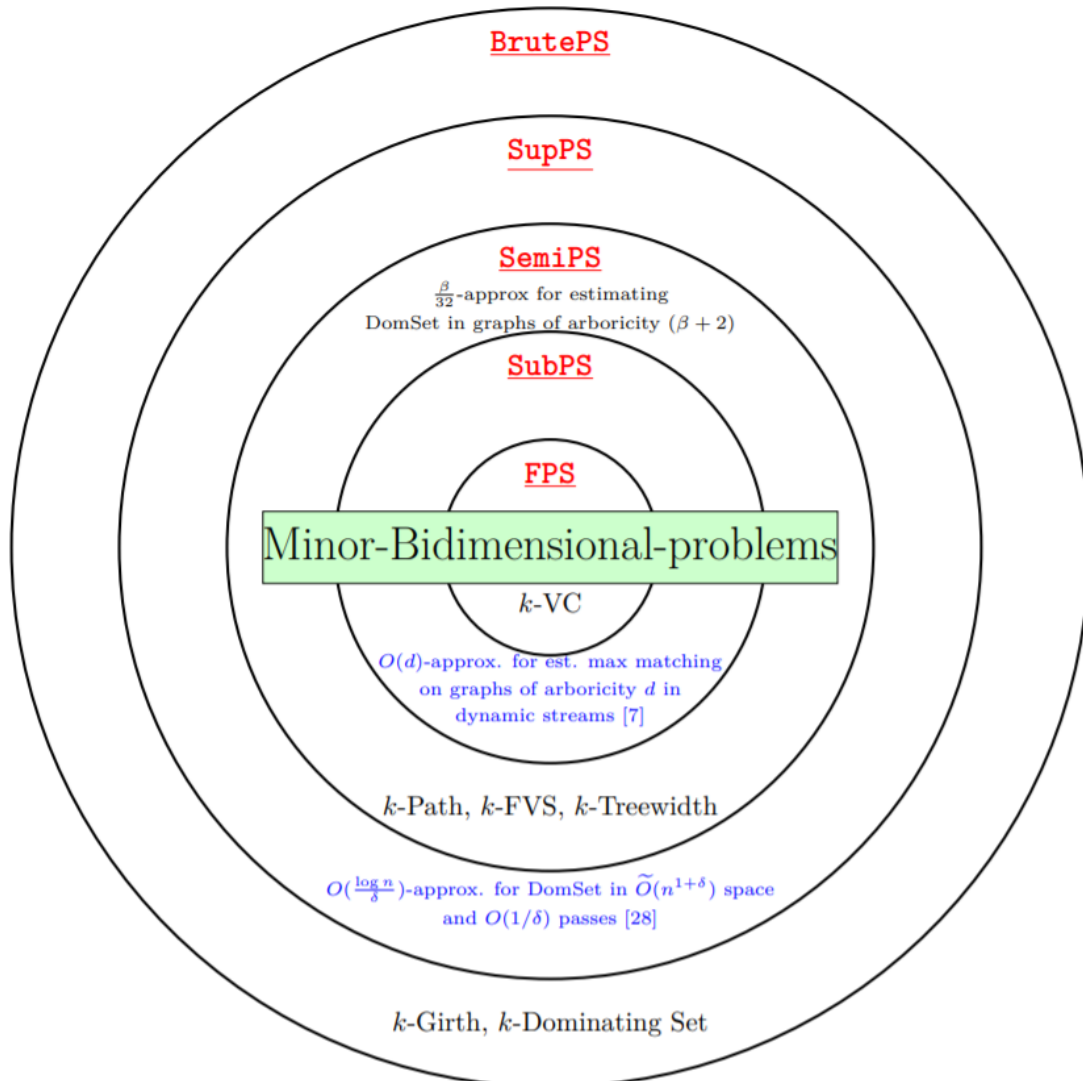 BrutePS
SupPS
SemiPS
β/32-approx for estimating
DomSet in graphs of arboricity (β + 2)
SubPS
FPS
Minor-Bidimensional-problems
k-VC
O(d)-approx. for est. max matching
on graphs of arboricity d in
dynamic streams [7]
k-Path, k-FVS, k-Treewidth
O(log n/δ)-approx. for DomSet in Õ(n^{1+δ}) space
and O(1/δ) passes [28]
k-Girth, k-Dominating Set